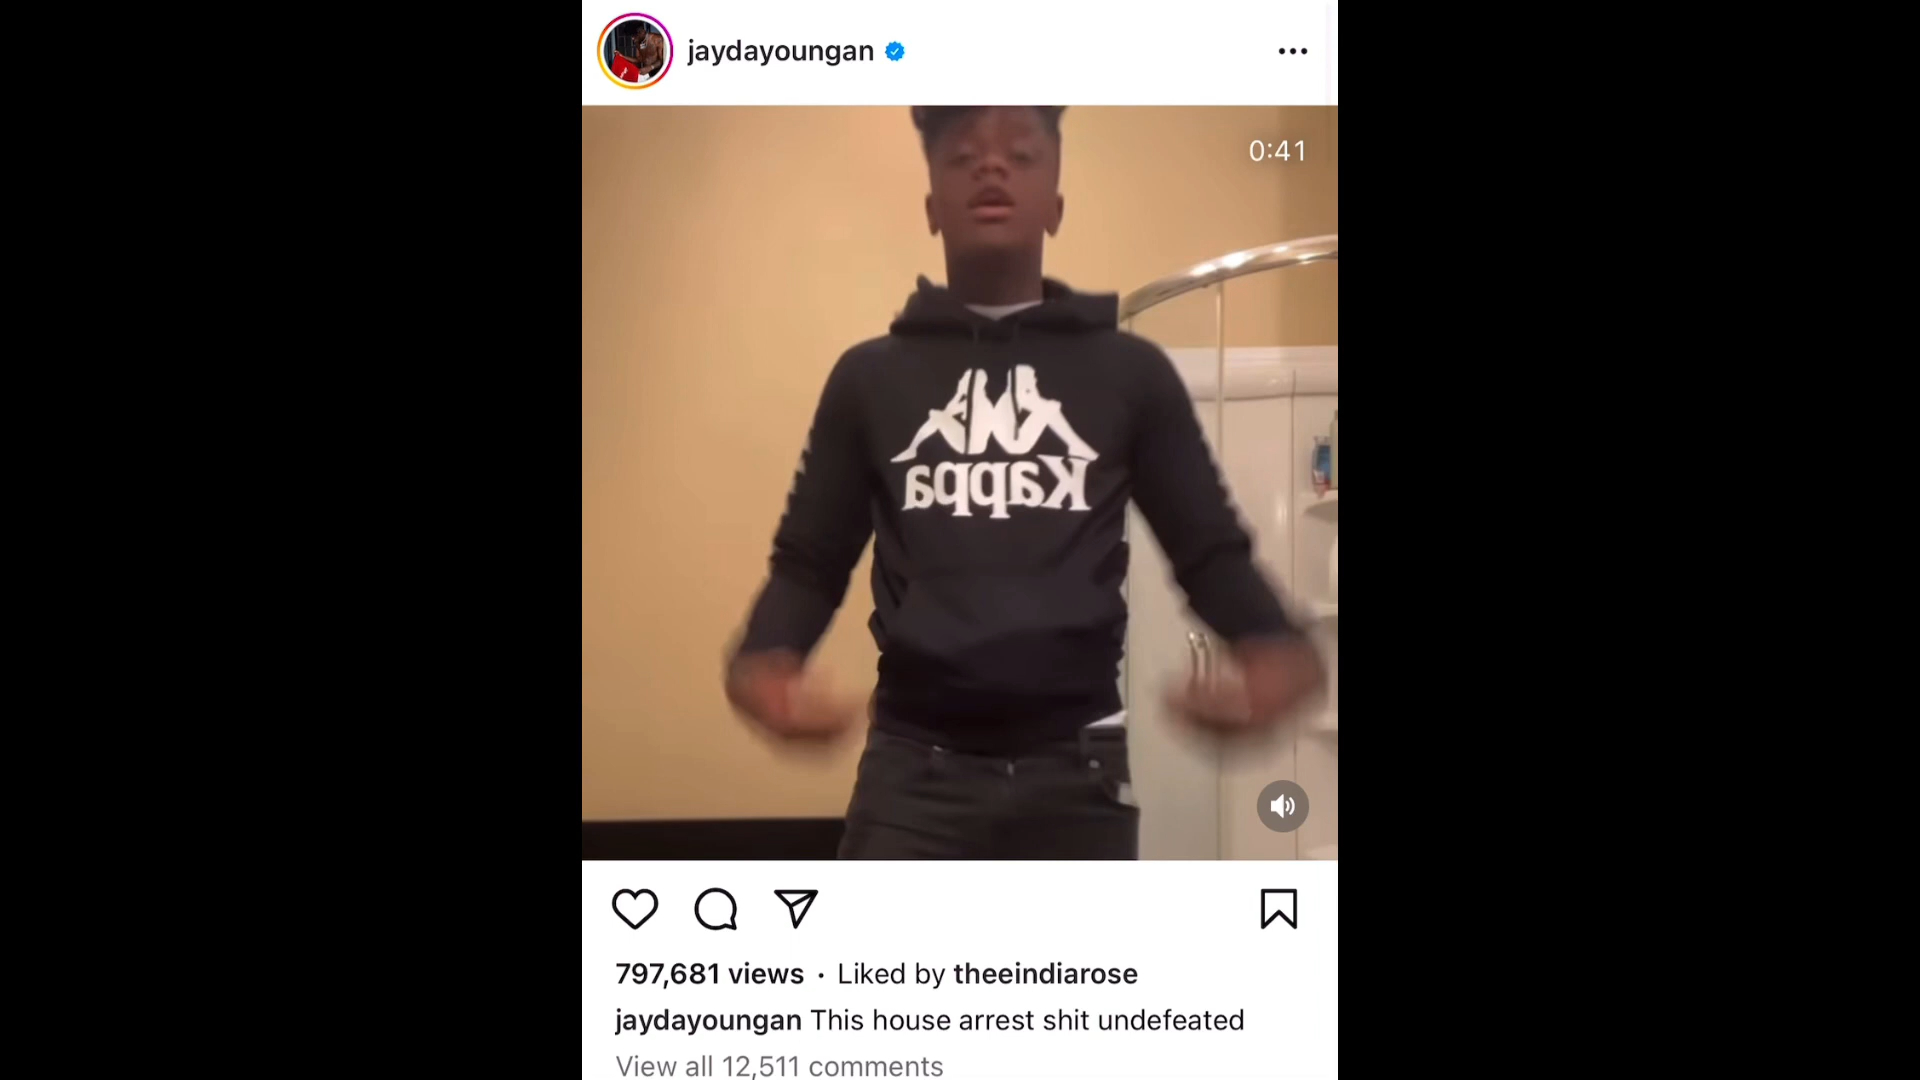 jaydayoungan
0:41
Kappa
797,681 views · Liked by theeindiarose
jaydayoungan This house arrest shit undefeated
View all 12,511 comments